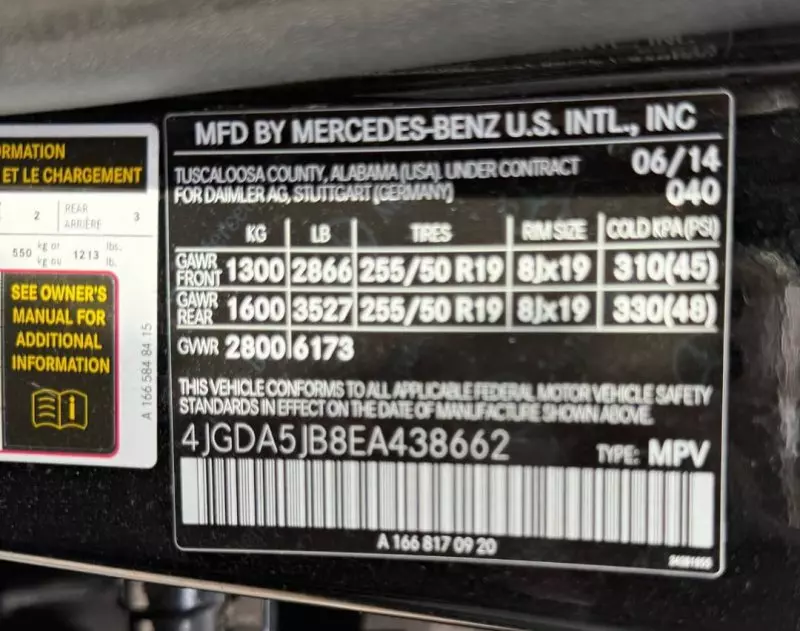 RMATION
ET LE CHARGEMENT
2 REAR ARRIÈRE 3
550 kg or kg ou 1213 lbs. lb.
SEE OWNER'S
MANUAL FOR
ADDITIONAL
INFORMATION
A 166 584 84 15
MFD BY MERCEDES-BENZ U.S. INTL., INC
TUSCALOOSA COUNTY, ALABAMA (USA). UNDER CONTRACT 06/14
FOR DAIMLER AG, STUTTGART (GERMANY) 040
KG LB TIRES RIM SIZE COLD KPA (PSI)
GAWR FRONT 1300 2866 255/50 R19 8Jx19 310(45)
GAWR REAR 1600 3527 255/50 R19 8Jx19 330(48)
GVWR 2800 6173
THIS VEHICLE CONFORMS TO ALL APPLICABLE FEDERAL MOTOR VEHICLE SAFETY
STANDARDS IN EFFECT ON THE DATE OF MANUFACTURE SHOWN ABOVE.
4JGDA5JB8EA438662 TYPE: MPV
A 166 817 09 20